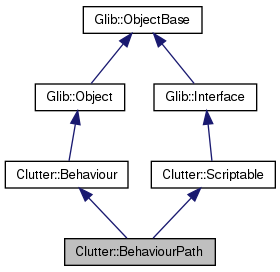 Glib::ObjectBase
Glib::Object
Glib::Interface
Clutter::Behaviour
Clutter::Scriptable
Clutter::BehaviourPath